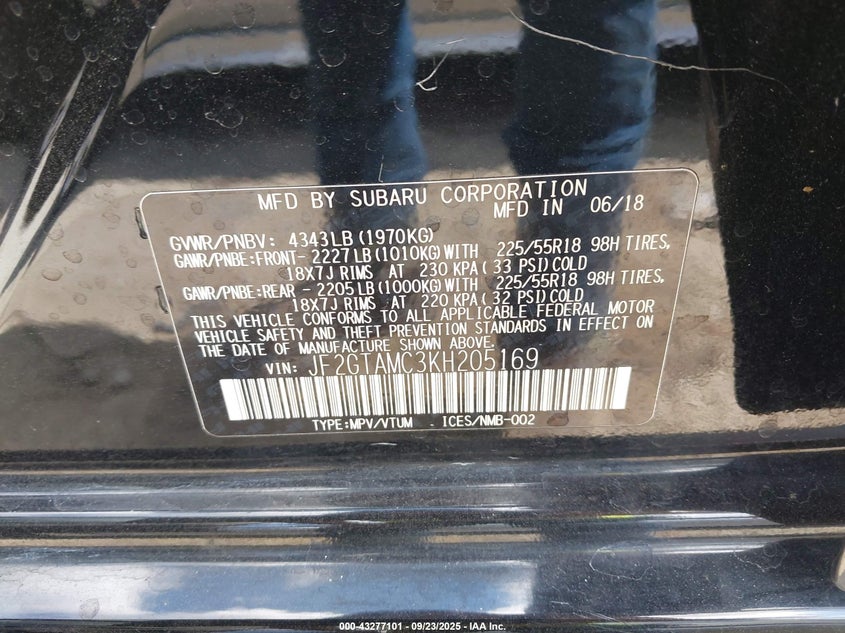 MFD BY SUBARU CORPORATION
MFD IN 06/18
GVWR/PNBV: 4343LB(1970KG)
GAWR/PNBE:FRONT- 2227LB(1010KG)WITH 225/55R18 98H TIRES,
18X7J RIMS AT 230 KPA( 33 PSI)COLD
GAWR/PNBE:REAR - 2205LB(1000KG)WITH 225/55R18 98H TIRES,
18X7J RIMS AT 220 KPA( 32 PSI)COLD
THIS VEHICLE CONFORMS TO ALL APPLICABLE FEDERAL MOTOR
VEHICLE SAFETY AND THEFT PREVENTION STANDARDS IN EFFECT ON
THE DATE OF MANUFACTURE SHOWN ABOVE.
VIN: JF2GTAMC3KH205169
TYPE:MPV/VTUM ICES/NMB-002
000-43277101 - 09/23/2025 - IAA Inc.